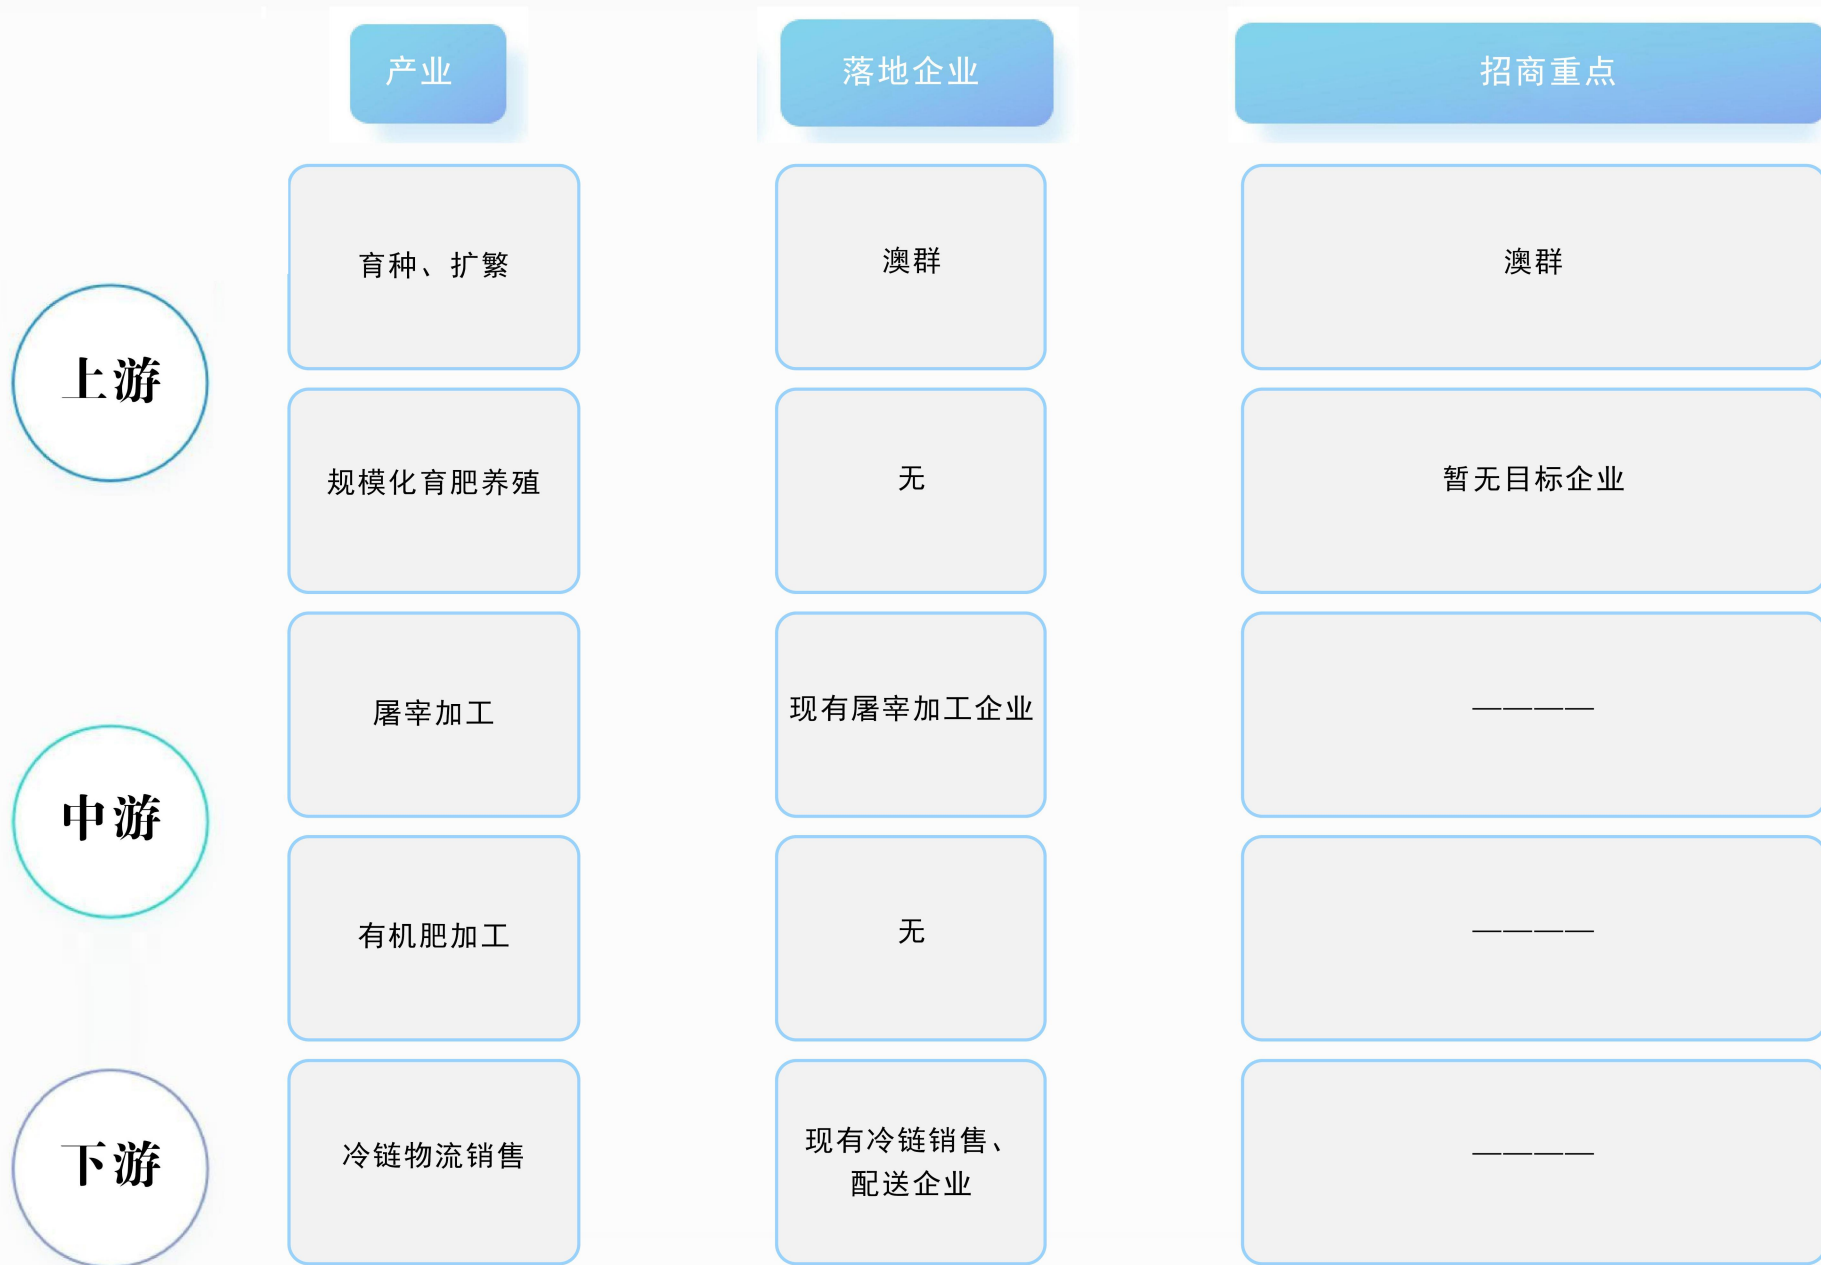 产业
落地企业
招商重点
上游
育种、扩繁
澳群
澳群
规模化育肥养殖
无
暂无目标企业
中游
屠宰加工
现有屠宰加工企业
————
有机肥加工
无
————
下游
冷链物流销售
现有冷链销售、
配送企业
————